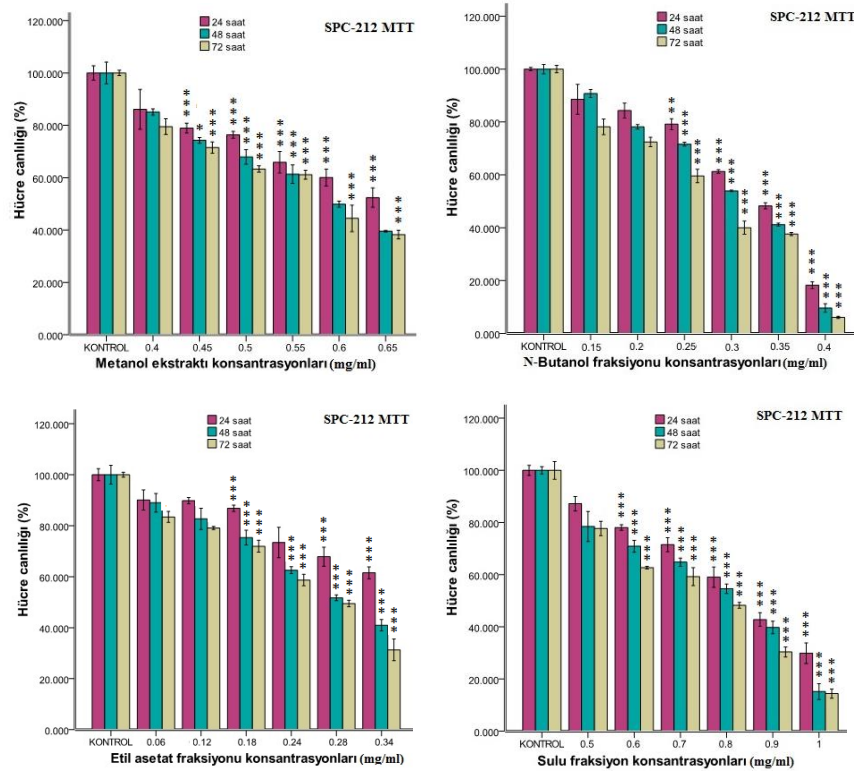 SPC-212 MTT
24 saat
48 saat
72 saat
120.000
100.000
80.000
60.000
40.000
20.000
0.000
Hücre canlılığı (%)
*** * *** *** *** *** *** *** *** *** *** *** ***
KONTROL 0.4 0.45 0.5 0.55 0.6 0.65
Metanol ekstraktı konsantrasyonları (mg/ml)
SPC-212 MTT
24 saat
48 saat
72 saat
120.000
100.000
80.000
60.000
40.000
20.000
0.000
Hücre canlılığı (%)
** *** *** *** *** *** *** *** *** *** *** ***
KONTROL 0.15 0.2 0.25 0.3 0.35 0.4
N-Butanol fraksiyonu konsantrasyonları (mg/ml)
SPC-212 MTT
24 saat
48 saat
72 saat
120.000
100.000
80.000
60.000
40.000
20.000
0.000
Hücre canlılığı (%)
*** *** *** *** *** *** *** *** *** *** ***
KONTROL 0.06 0.12 0.18 0.24 0.28 0.34
Etil asetat fraksiyonu konsantrasyonları (mg/ml)
SPC-212 MTT
24 saat
48 saat
72 saat
120.000
100.000
80.000
60.000
40.000
20.000
0.000
Hücre canlılığı (%)
*** *** *** *** *** *** *** *** *** *** *** *** *** *** ***
KONTROL 0.5 0.6 0.7 0.8 0.9 1
Sulu fraksiyon konsantrasyonları (mg/ml)